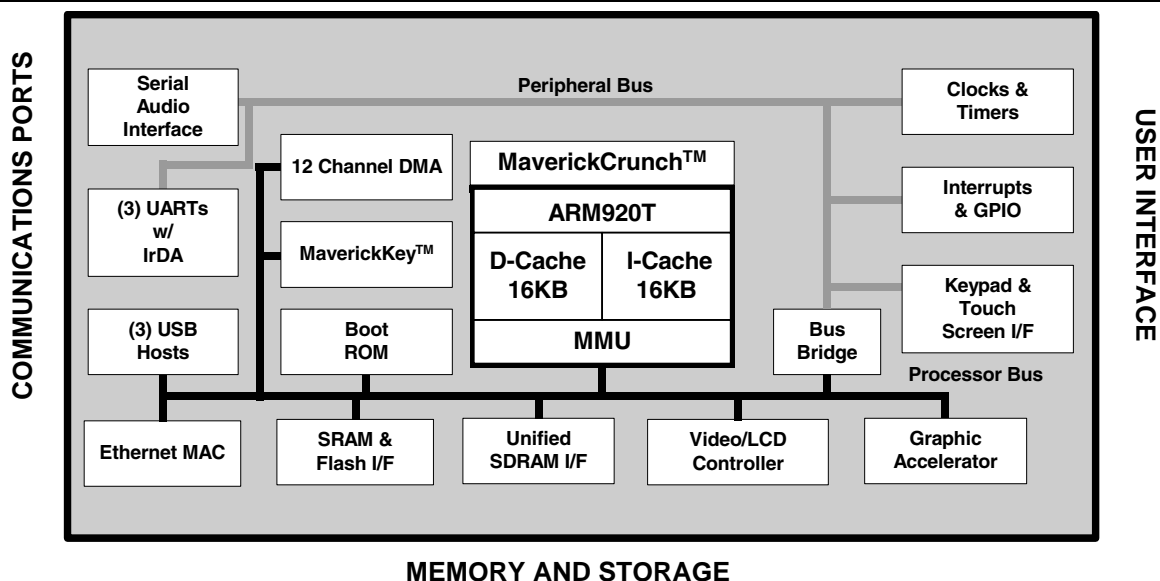 COMMUNICATIONS PORTS
Serial
Audio
Interface
Peripheral Bus
Clocks &
Timers
12 Channel DMA
MaverickCrunch™
(3) UARTs
w/
IrDA
ARM920T
Interrupts
& GPIO
MaverickKey™
D-Cache
16KB
I-Cache
16KB
Keypad &
Touch
Screen I/F
(3) USB
Hosts
Boot
ROM
MMU
Bus
Bridge
Processor Bus
Ethernet MAC
SRAM &
Flash I/F
Unified
SDRAM I/F
Video/LCD
Controller
Graphic
Accelerator
USER INTERFACE
MEMORY AND STORAGE